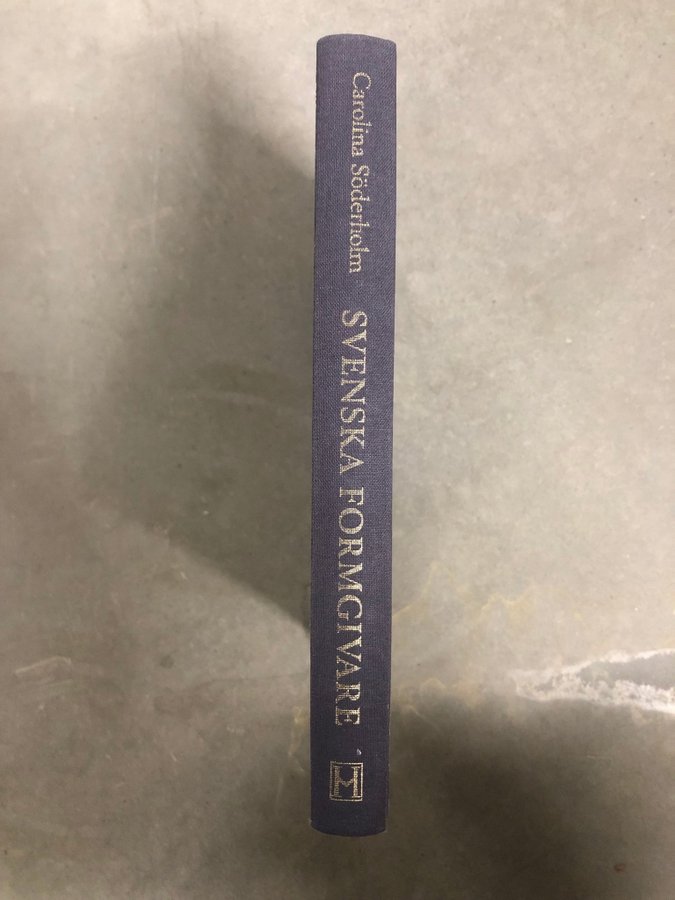 Carolina Söderholm
SVENSKA FORMGIVARE